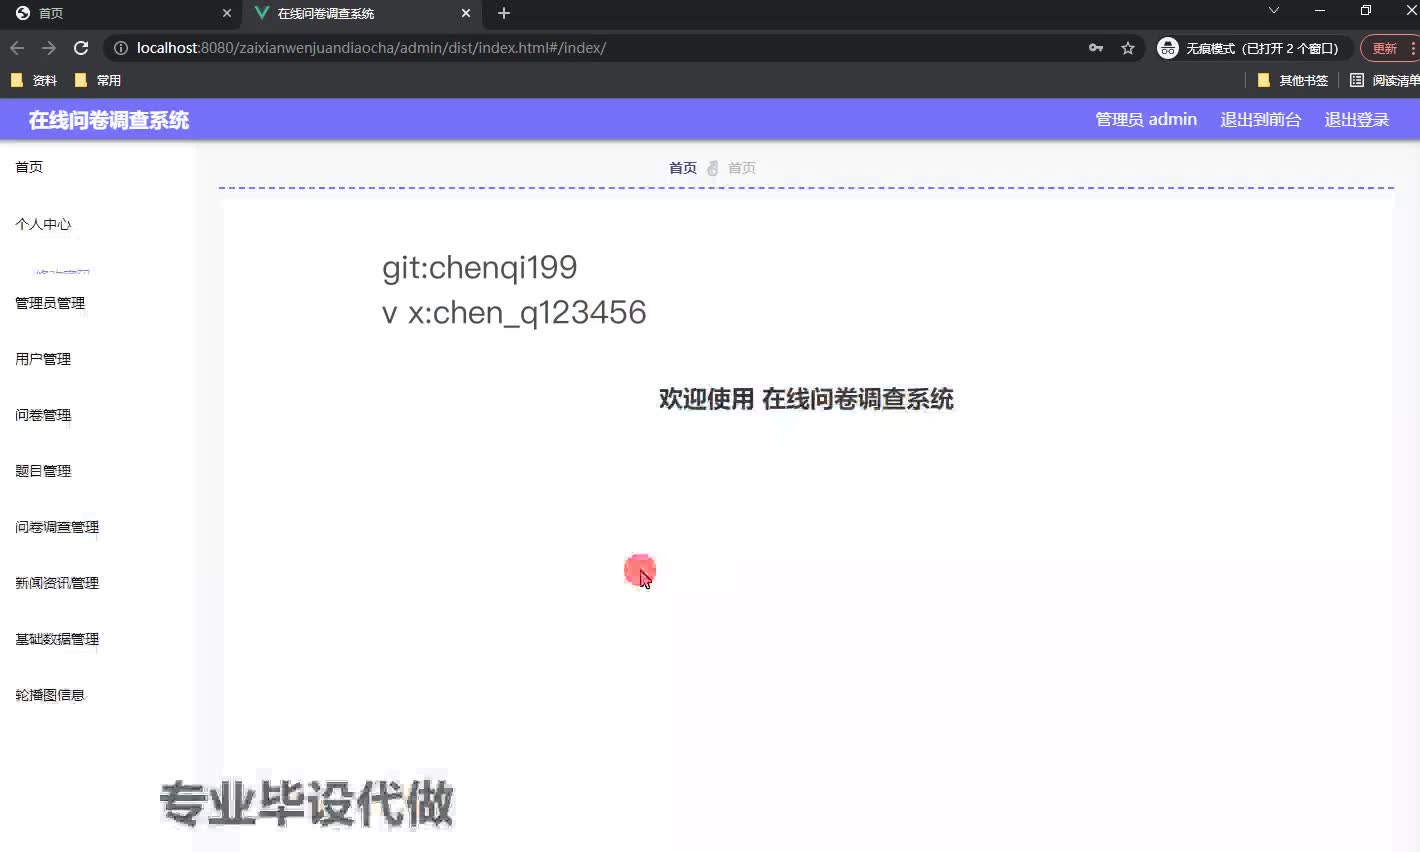 首页
在线问卷调查系统
localhost:8080/zaixianwenjuandiaocha/admin/dist/index.html#/index/
无痕模式（已打开 2 个窗口）
更新
资料
常用
其他书签
阅读清单
在线问卷调查系统
管理员 admin
退出到前台
退出登录
首页
首页
首页
个人中心
管理员管理
用户管理
问卷管理
题目管理
问卷调查管理
新闻资讯管理
基础数据管理
轮播图信息
git:chenqi199
v x:chen_q123456
欢迎使用 在线问卷调查系统
专业毕设代做